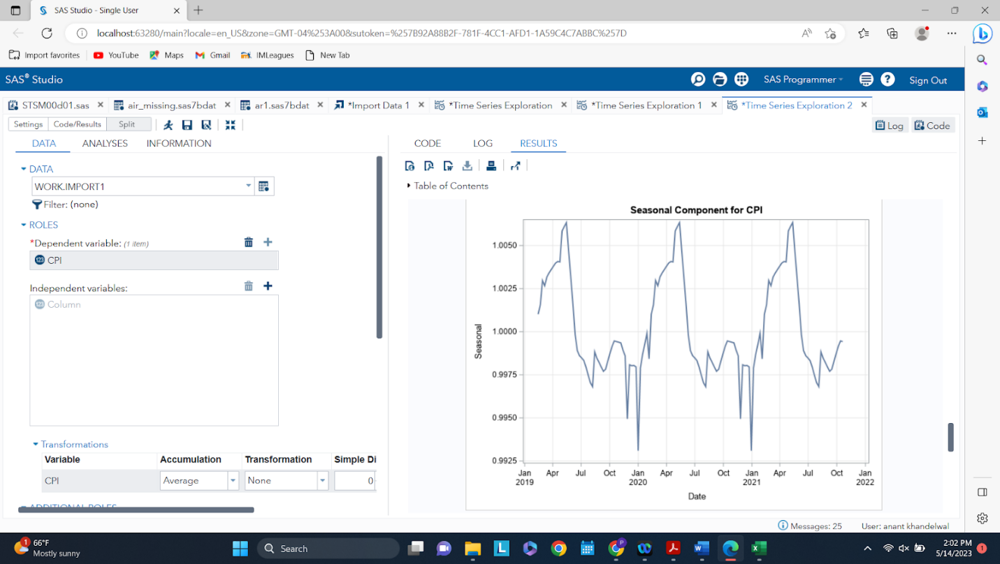 SAS Studio - Single User
localhost:63280/main?locale=en_US&zone=GMT-04%253A00&sutoken=%257B92A88B2F-781F-4CC1-AFD1-1A59C4C7ABBC%257D
Import favorites YouTube Maps Gmail IMLeagues New Tab
SAS® Studio SAS Programmer Sign Out
STSM00d01.sas air_missing.sas7bdat ar1.sas7bdat *Import Data 1 *Time Series Exploration *Time Series Exploration 1 *Time Series Exploration 2
Settings Code/Results Split Log Code
DATA ANALYSES INFORMATION
DATA
WORK.IMPORT1
Filter: (none)
ROLES
*Dependent variable: (1 item)
123 CPI
Independent variables:
123 Column
Transformations
Variable Accumulation Transformation Simple Di
CPI Average None 0
ADDITIONAL ROLES
CODE LOG RESULTS
Table of Contents
Seasonal Component for CPI
1.0050
1.0025
1.0000
0.9975
0.9950
0.9925
Seasonal
Jan Apr Jul Oct Jan Apr Jul Oct Jan Apr Jul Oct Jan
2019 2020 2021 2022
Date
Messages: 25 User: anant khandelwal
1 66°F
Mostly sunny
Search
P
2:02 PM
5/14/2023
1